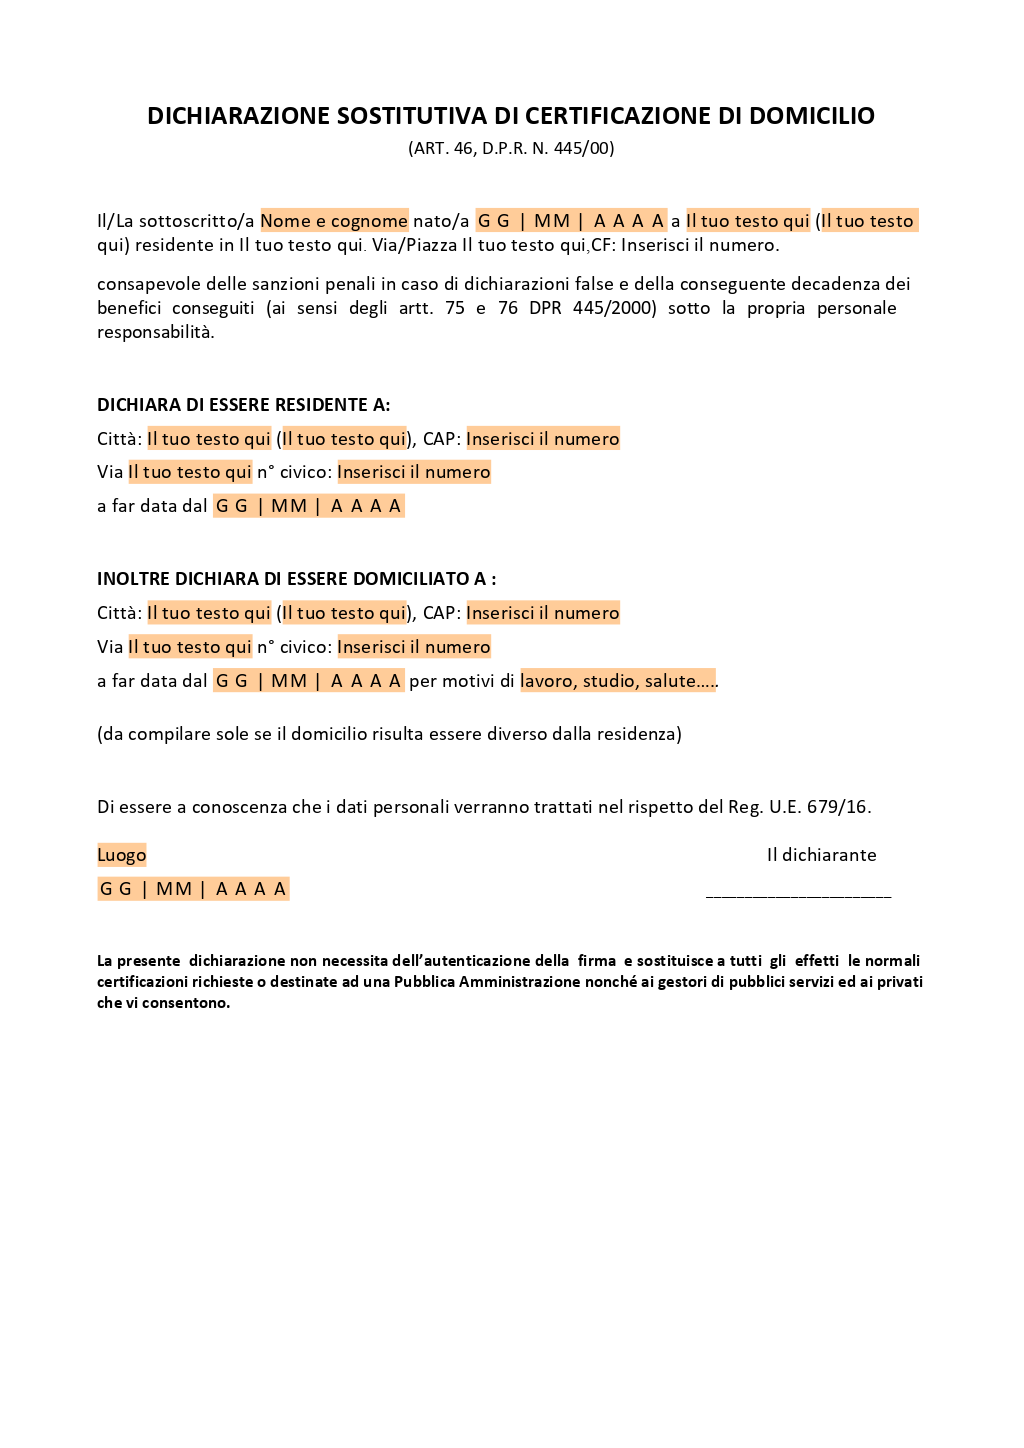 DICHIARAZIONE SOSTITUTIVA DI CERTIFICAZIONE DI DOMICILIO
(ART. 46, D.P.R. N. 445/00)
Il/La sottoscritto/a Nome e cognome nato/a G G | MM | A A A A a Il tuo testo qui (Il tuo testo
qui) residente in Il tuo testo qui. Via/Piazza Il tuo testo qui,CF: Inserisci il numero.
consapevole delle sanzioni penali in caso di dichiarazioni false e della conseguente decadenza dei
benefici conseguiti (ai sensi degli artt. 75 e 76 DPR 445/2000) sotto la propria personale
responsabilità.
DICHIARA DI ESSERE RESIDENTE A:
Città: Il tuo testo qui (Il tuo testo qui), CAP: Inserisci il numero
Via Il tuo testo qui n° civico: Inserisci il numero
a far data dal G G | MM | A A A A
INOLTRE DICHIARA DI ESSERE DOMICILIATO A :
Città: Il tuo testo qui (Il tuo testo qui), CAP: Inserisci il numero
Via Il tuo testo qui n° civico: Inserisci il numero
a far data dal G G | MM | A A A A per motivi di lavoro, studio, salute…..
(da compilare sole se il domicilio risulta essere diverso dalla residenza)
Di essere a conoscenza che i dati personali verranno trattati nel rispetto del Reg. U.E. 679/16.
Luogo Il dichiarante
G G | MM | A A A A ________________________
La presente dichiarazione non necessita dell’autenticazione della firma e sostituisce a tutti gli effetti le normali
certificazioni richieste o destinate ad una Pubblica Amministrazione nonché ai gestori di pubblici servizi ed ai privati
che vi consentono.